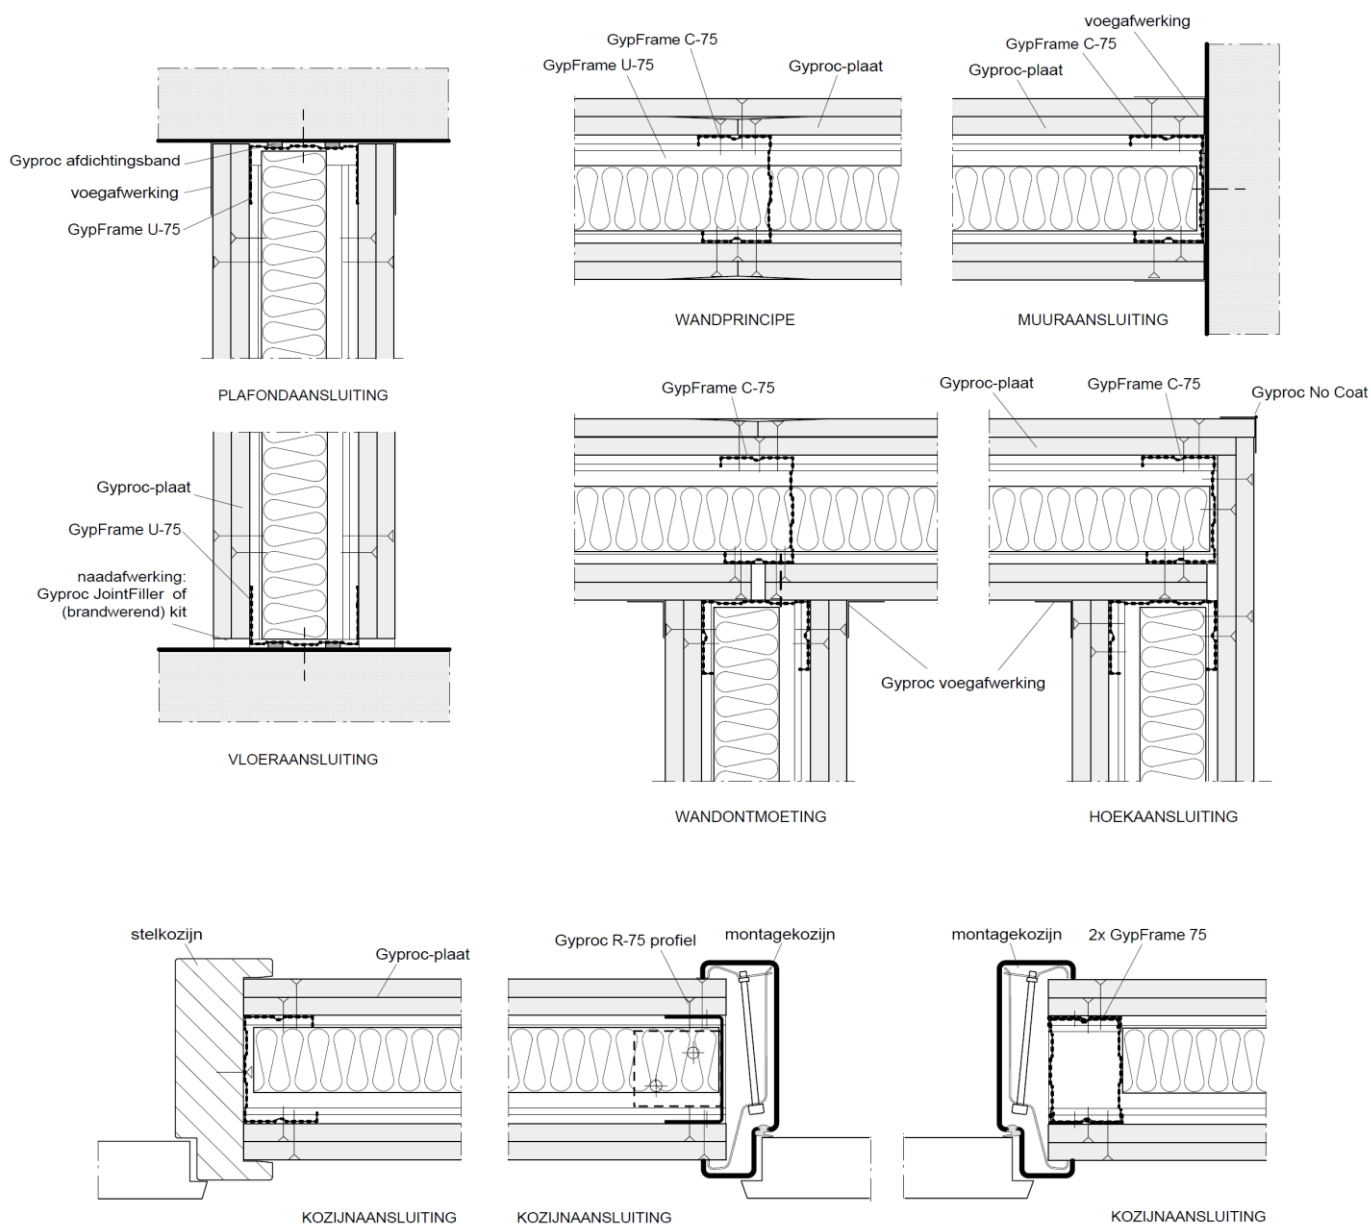 Gyproc afdichtingsband
voegafwerking
GypFrame U-75
PLAFONDAANSLUITING
GypFrame C-75
GypFrame U-75
Gyproc-plaat
WANDPRINCIPE
voegafwerking
GypFrame C-75
Gyproc-plaat
MUURAANSLUITING
Gyproc-plaat
GypFrame U-75
naadafwerking:
Gyproc JointFiller of
(brandwerend) kit
VLOERAANSLUITING
GypFrame C-75
Gyproc voegafwerking
WANDONTMOETING
Gyproc-plaat
GypFrame C-75
Gyproc No Coat
HOEKAANSLUITING
stelkozijn
Gyproc-plaat
KOZIJNAANSLUITING
Gyproc R-75 profiel
montagekozijn
KOZIJNAANSLUITING
montagekozijn
2x GypFrame 75
KOZIJNAANSLUITING